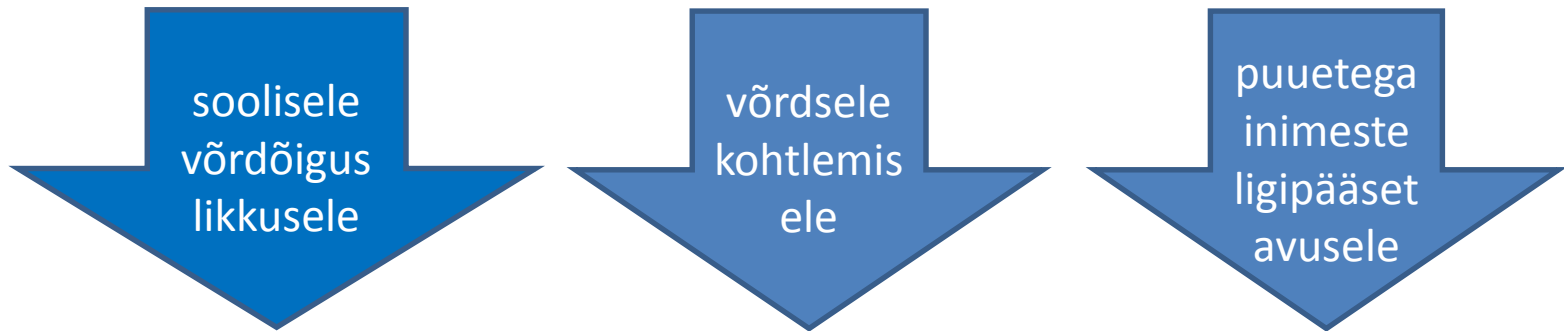 soolisele
võrdõigus
likkusele
võrdsele
kohtlemis
ele
puuetega
inimeste
ligipääset
avusele